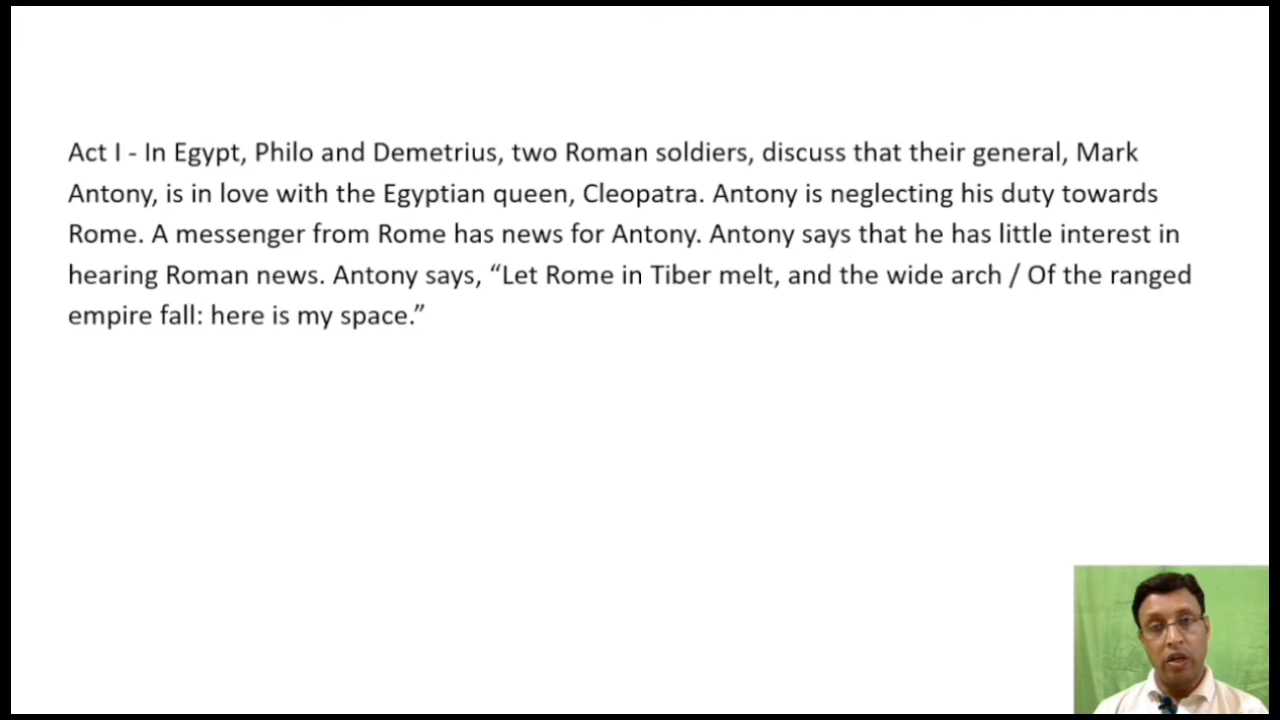 Act I - In Egypt, Philo and Demetrius, two Roman soldiers, discuss that their general, Mark
Antony, is in love with the Egyptian queen, Cleopatra. Antony is neglecting his duty towards
Rome. A messenger from Rome has news for Antony. Antony says that he has little interest in
hearing Roman news. Antony says, “Let Rome in Tiber melt, and the wide arch / Of the ranged
empire fall: here is my space.”